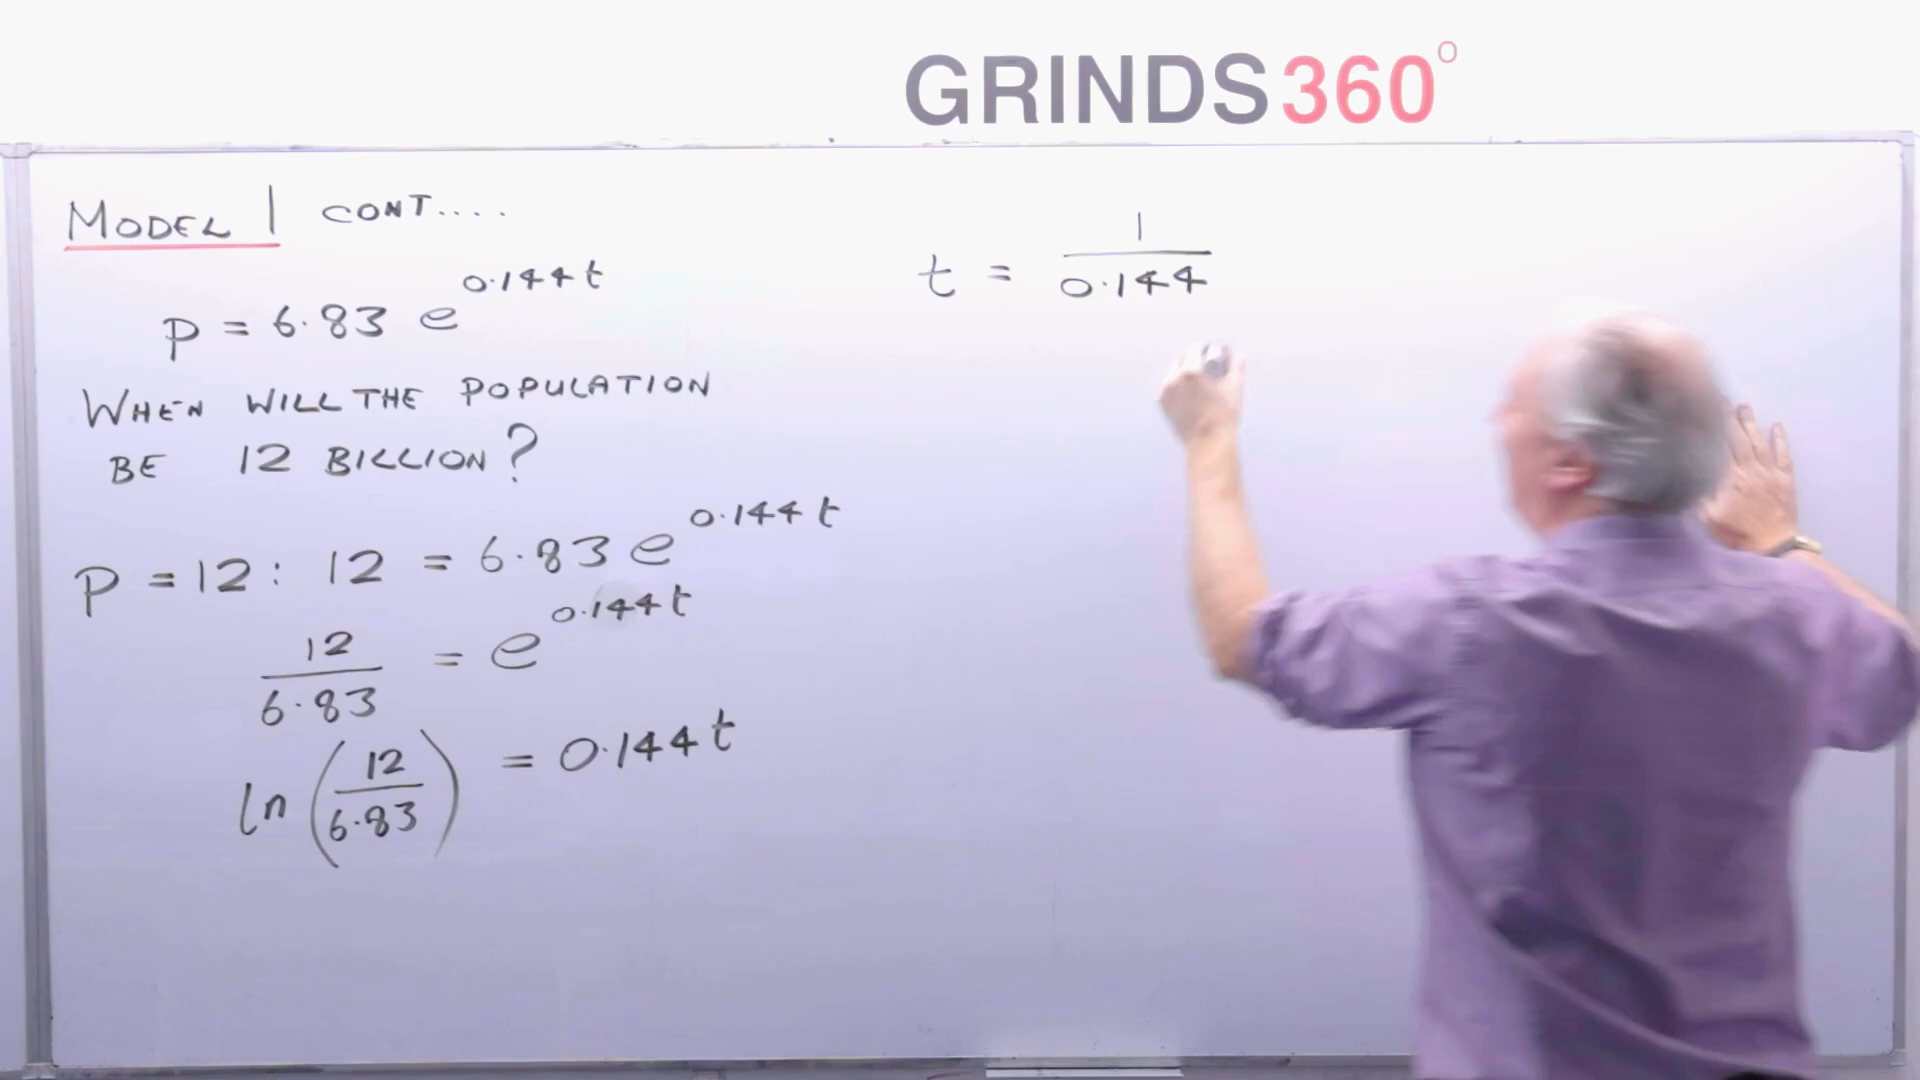 GRINDS360°
MODEL 1 CONT....
P = 6.83 e^0.144t
WHEN WILL THE POPULATION
BE 12 BILLION?
P = 12: 12 = 6.83 e^0.144t
12/6.83 = e^0.144t
ln(12/6.83) = 0.144t
t = 1/0.144